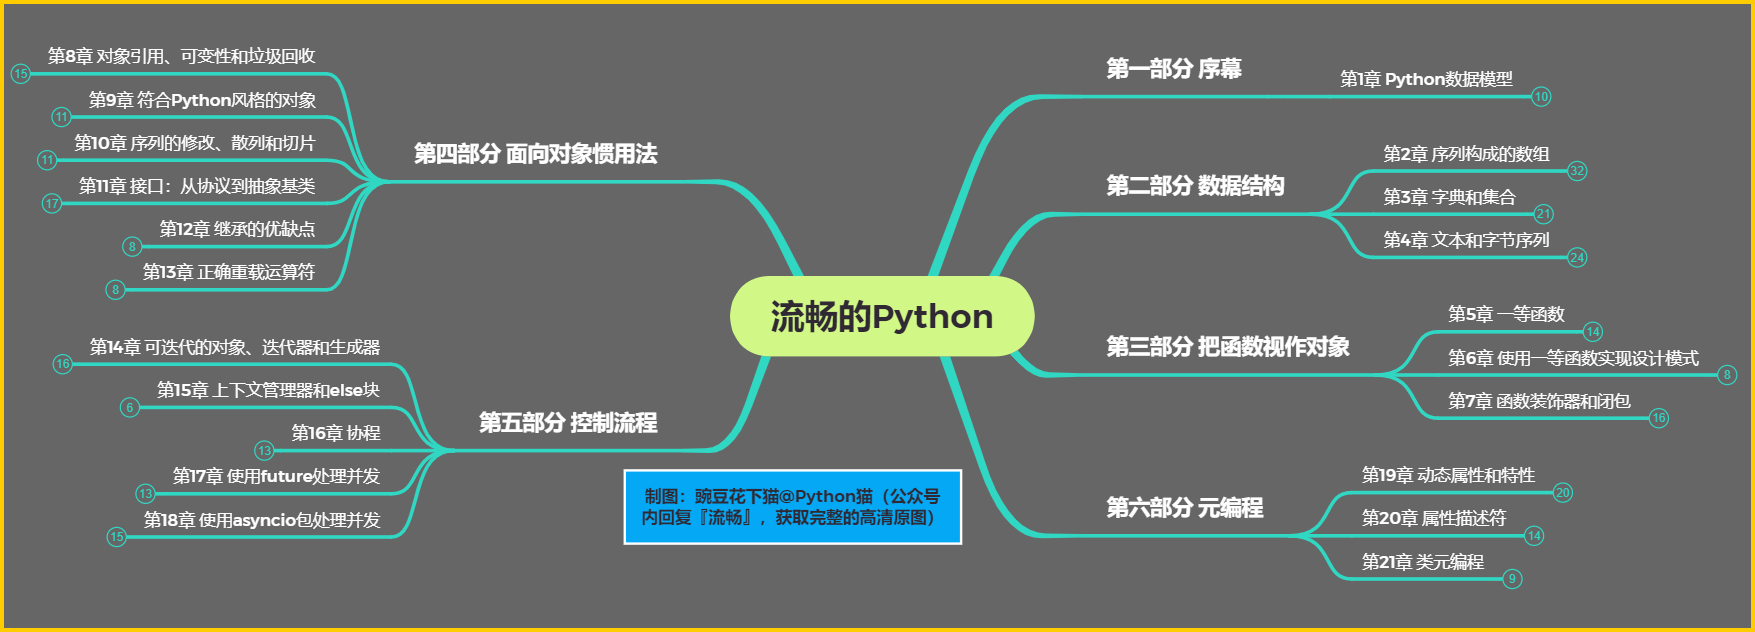 流畅的Python
第一部分 序幕
第1章 Python数据模型
10
第二部分 数据结构
第2章 序列构成的数组
32
第3章 字典和集合
21
第4章 文本和字节序列
24
第三部分 把函数视作对象
第5章 一等函数
14
第6章 使用一等函数实现设计模式
8
第7章 函数装饰器和闭包
16
第四部分 面向对象惯用法
第8章 对象引用、可变性和垃圾回收
15
第9章 符合Python风格的对象
11
第10章 序列的修改、散列和切片
11
第11章 接口：从协议到抽象基类
17
第12章 继承的优缺点
8
第13章 正确重载运算符
8
第五部分 控制流程
第14章 可迭代的对象、迭代器和生成器
16
第15章 上下文管理器和else块
6
第16章 协程
13
第17章 使用future处理并发
13
第18章 使用asyncio包处理并发
15
第六部分 元编程
第19章 动态属性和特性
20
第20章 属性描述符
14
第21章 类元编程
9
制图：豌豆花下猫@Python猫（公众号
内回复『流畅』，获取完整的高清原图）